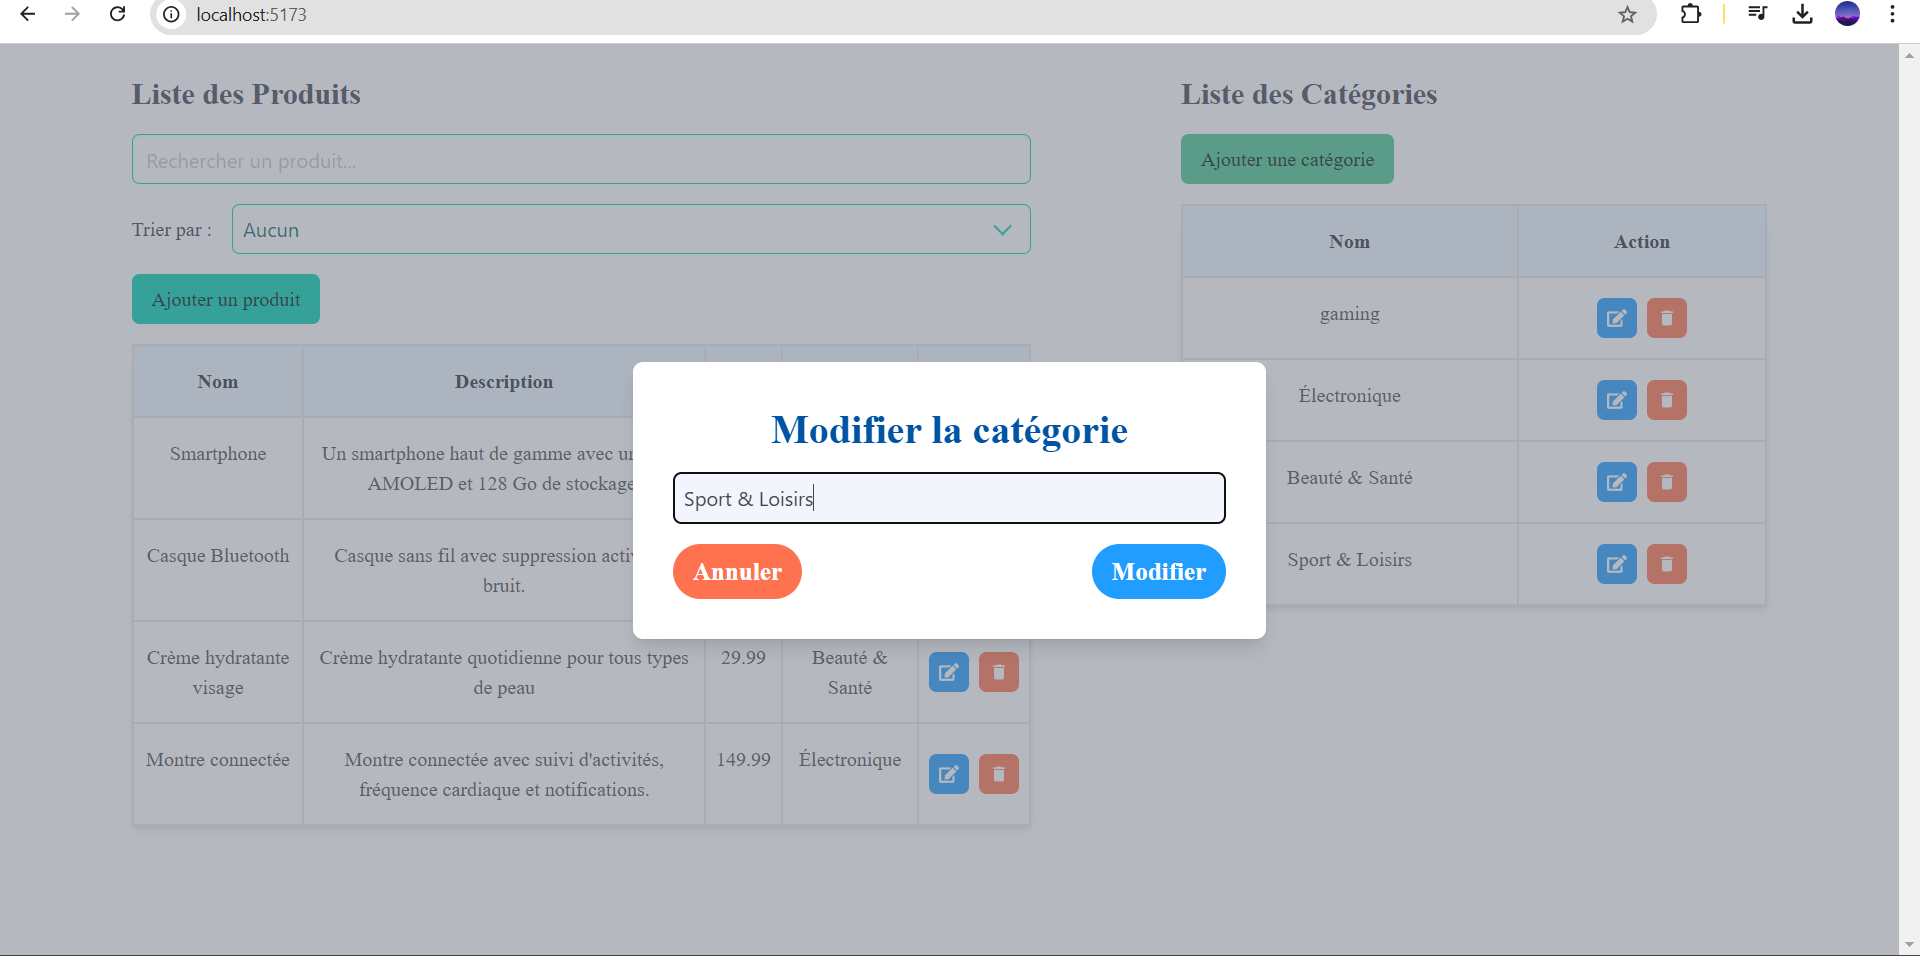 localhost:5173
Liste des Produits
Rechercher un produit...
Trier par :
Aucun
Ajouter un produit
Nom
Description
Smartphone
Un smartphone haut de gamme avec
AMOLED et 128 Go de stockage
Casque Bluetooth
Casque sans fil avec suppression
bruit.
Crème hydratante
visage
Crème hydratante quotidienne pour tous types
de peau
29.99
Beauté &
Santé
Montre connectée
Montre connectée avec suivi d'activités,
fréquence cardiaque et notifications.
149.99
Électronique
Liste des Catégories
Ajouter une catégorie
Nom
Action
gaming
Électronique
Beauté & Santé
Sport & Loisirs
Modifier la catégorie
Sport & Loisirs
Annuler
Modifier